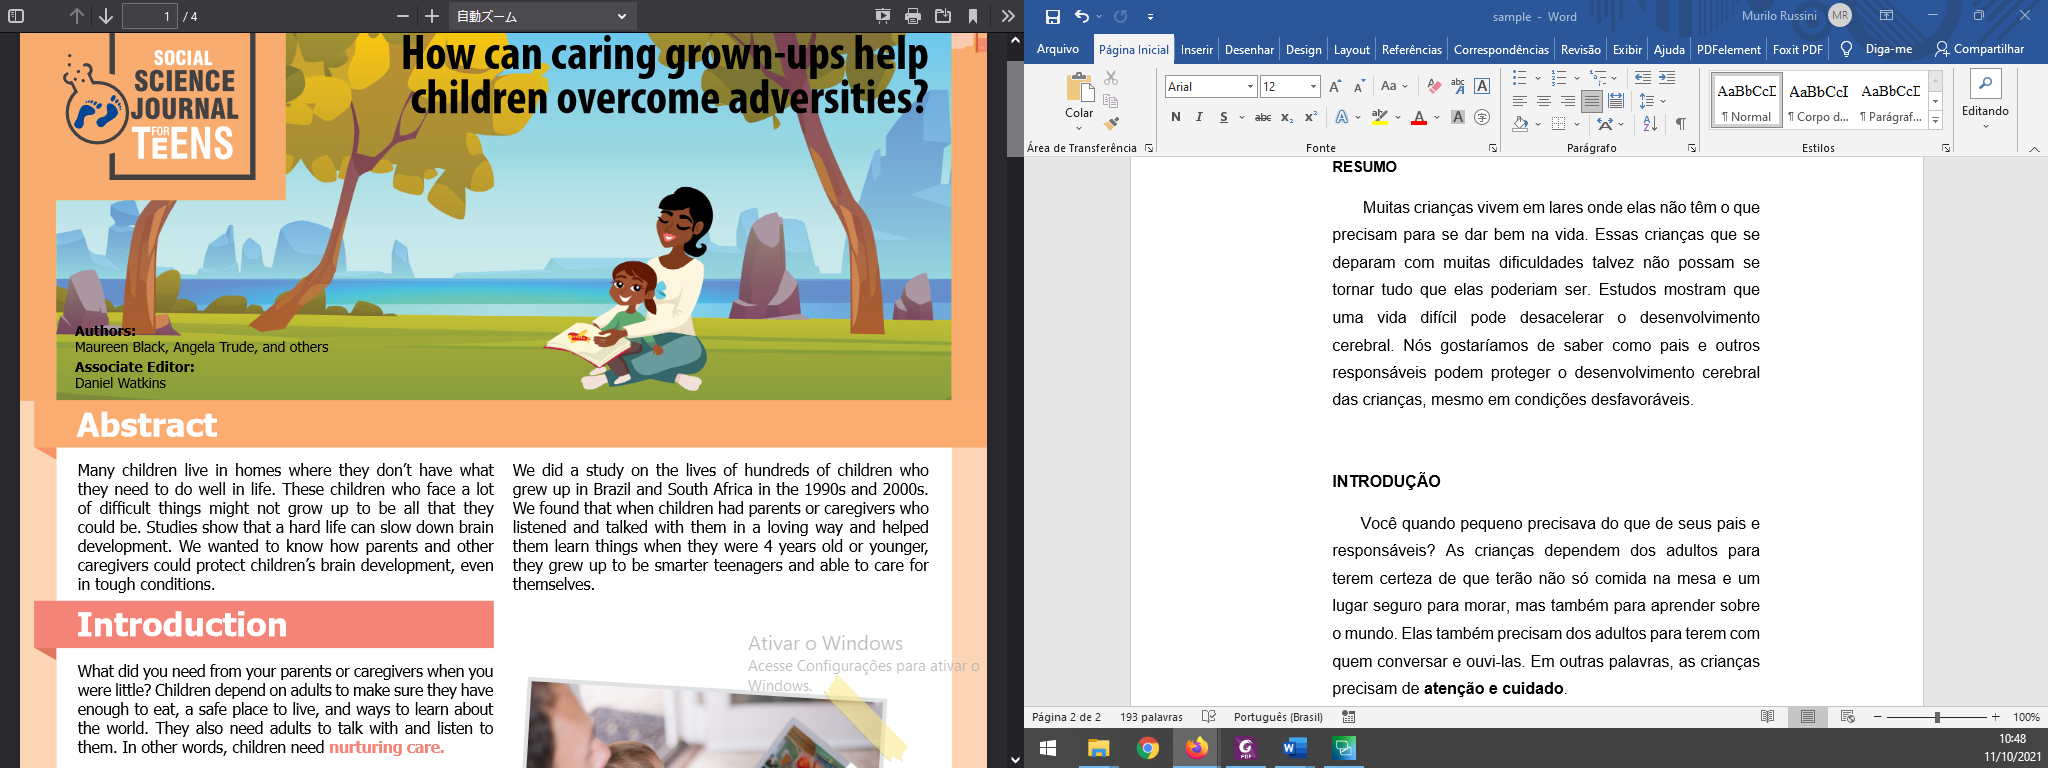 1 / 4
自動ズーム
SOCIAL
SCIENCE
JOURNAL
FOR
TEENS
How can caring grown-ups help
children overcome adversities?
Authors:
Maureen Black, Angela Trude, and others
Associate Editor:
Daniel Watkins
Abstract
Many children live in homes where they don’t have what
they need to do well in life. These children who face a lot
of difficult things might not grow up to be all that they
could be. Studies show that a hard life can slow down brain
development. We wanted to know how parents and other
caregivers could protect children’s brain development, even
in tough conditions.
We did a study on the lives of hundreds of children who
grew up in Brazil and South Africa in the 1990s and 2000s.
We found that when children had parents or caregivers who
listened and talked with them in a loving way and helped
them learn things when they were 4 years old or younger,
they grew up to be smarter teenagers and able to care for
themselves.
Introduction
What did you need from your parents or caregivers when you
were little? Children depend on adults to make sure they have
enough to eat, a safe place to live, and ways to learn about
the world. They also need adults to talk with and listen to
them. In other words, children need nurturing care.
Ativar o Windows
Acesse Configurações para ativar o
Windows.
sample - Word
Murilo Russini
MR
Arquivo Página Inicial Inserir Desenhar Design Layout Referências Correspondências Revisão Exibir Ajuda PDFelement Foxit PDF Diga-me Compartilhar
Colar
Área de Transferência
Arial 12
Aa
N I S abc x₂ x²
Fonte
Parágrafo
AaBbCcI AaBbCcI AaBbCcI
¶ Normal ¶ Corpo d... ¶ Parágraf...
Estilos
Editando
RESUMO
Muitas crianças vivem em lares onde elas não têm o que
precisam para se dar bem na vida. Essas crianças que se
deparam com muitas dificuldades talvez não possam se
tornar tudo que elas poderiam ser. Estudos mostram que
uma vida difícil pode desacelerar o desenvolvimento
cerebral. Nós gostaríamos de saber como pais e outros
responsáveis podem proteger o desenvolvimento cerebral
das crianças, mesmo em condições desfavoráveis.
INTRODUÇÃO
Você quando pequeno precisava do que de seus pais e
responsáveis? As crianças dependem dos adultos para
terem certeza de que terão não só comida na mesa e um
lugar seguro para morar, mas também para aprender sobre
o mundo. Elas também precisam dos adultos para terem com
quem conversar e ouvi-las. Em outras palavras, as crianças
precisam de atenção e cuidado.
Página 2 de 2 193 palavras Português (Brasil) 100%
10:48
11/10/2021